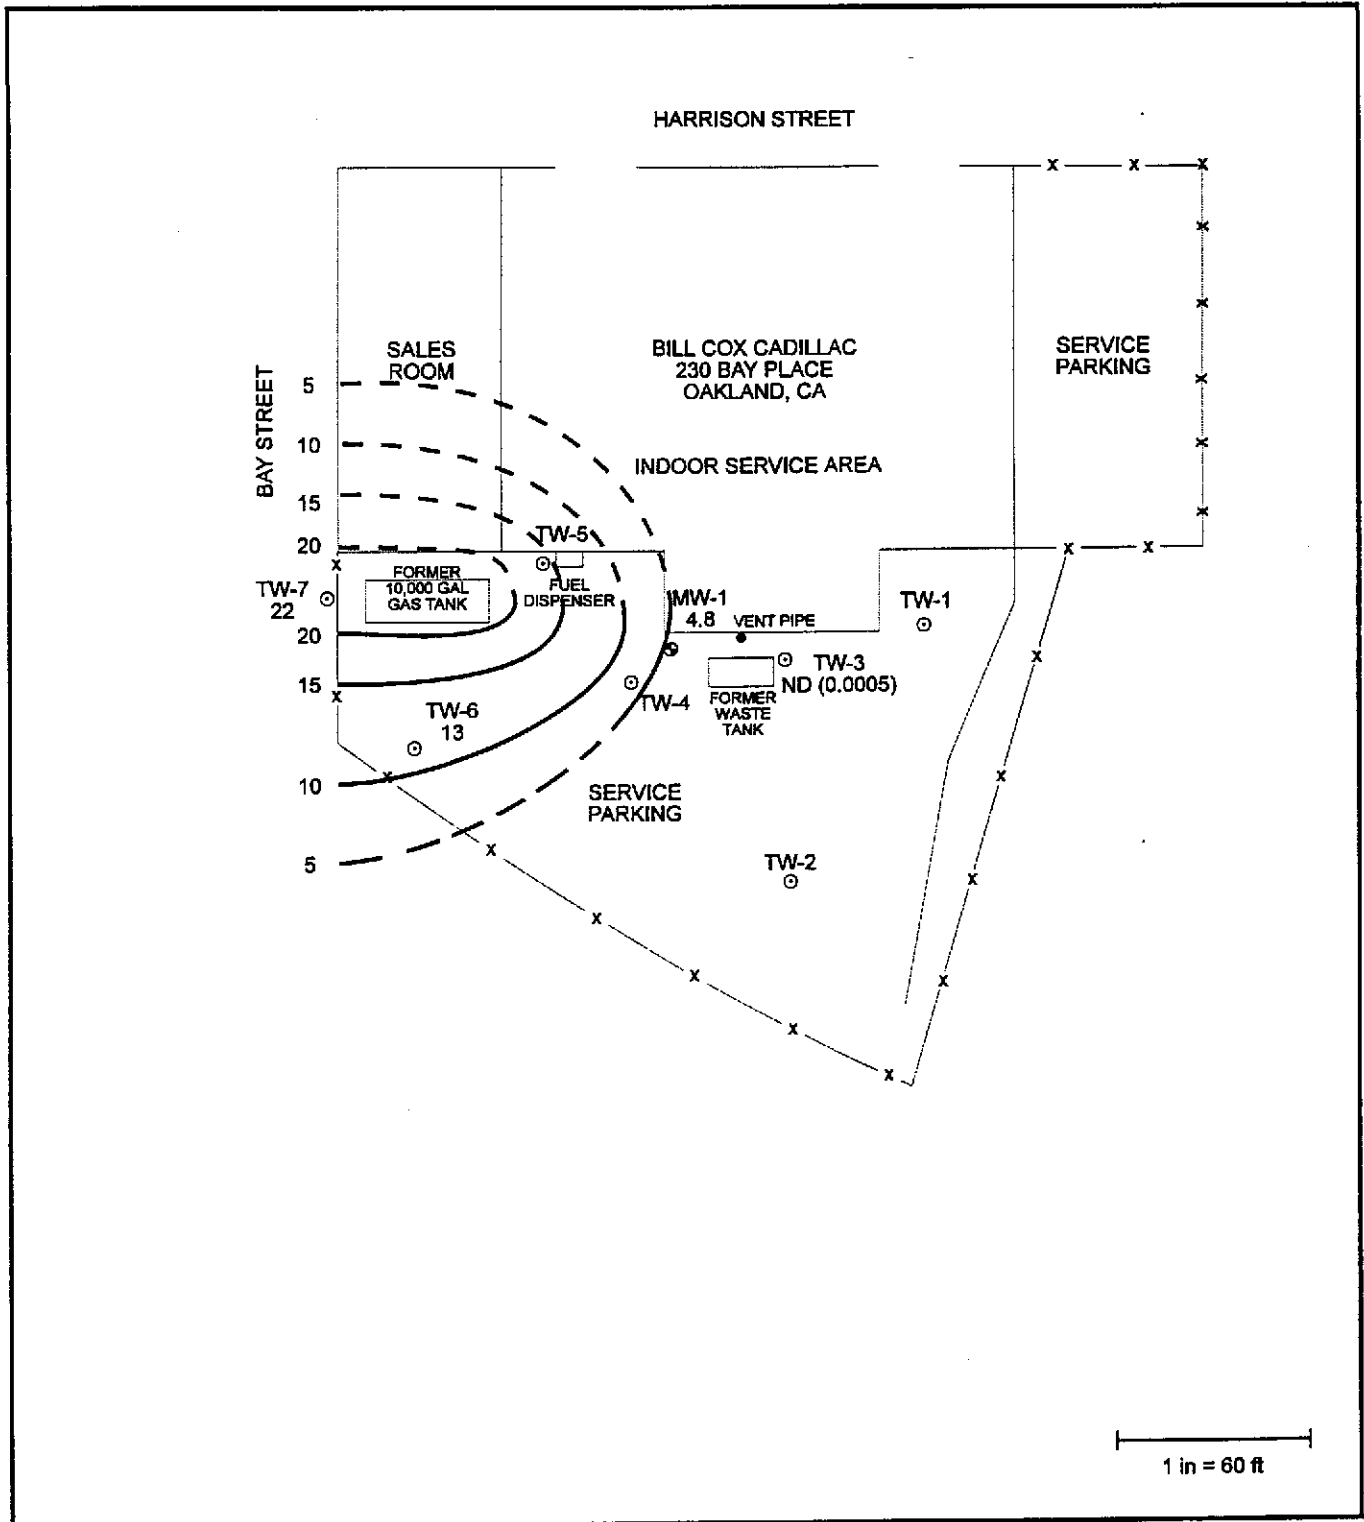 HARRISON STREET
SALES
ROOM
BILL COX CADILLAC
230 BAY PLACE
OAKLAND, CA
SERVICE
PARKING
BAY STREET
5
10
INDOOR SERVICE AREA
15
20
TW-5
FORMER
10,000 GAL
GAS TANK
FUEL
DISPENSER
TW-7
22
MW-1
4.8
VENT PIPE
TW-1
20
TW-3
ND (0.0005)
15
TW-4
FORMER
WASTE
TANK
TW-6
13
10
SERVICE
PARKING
5
TW-2
1 in = 60 ft